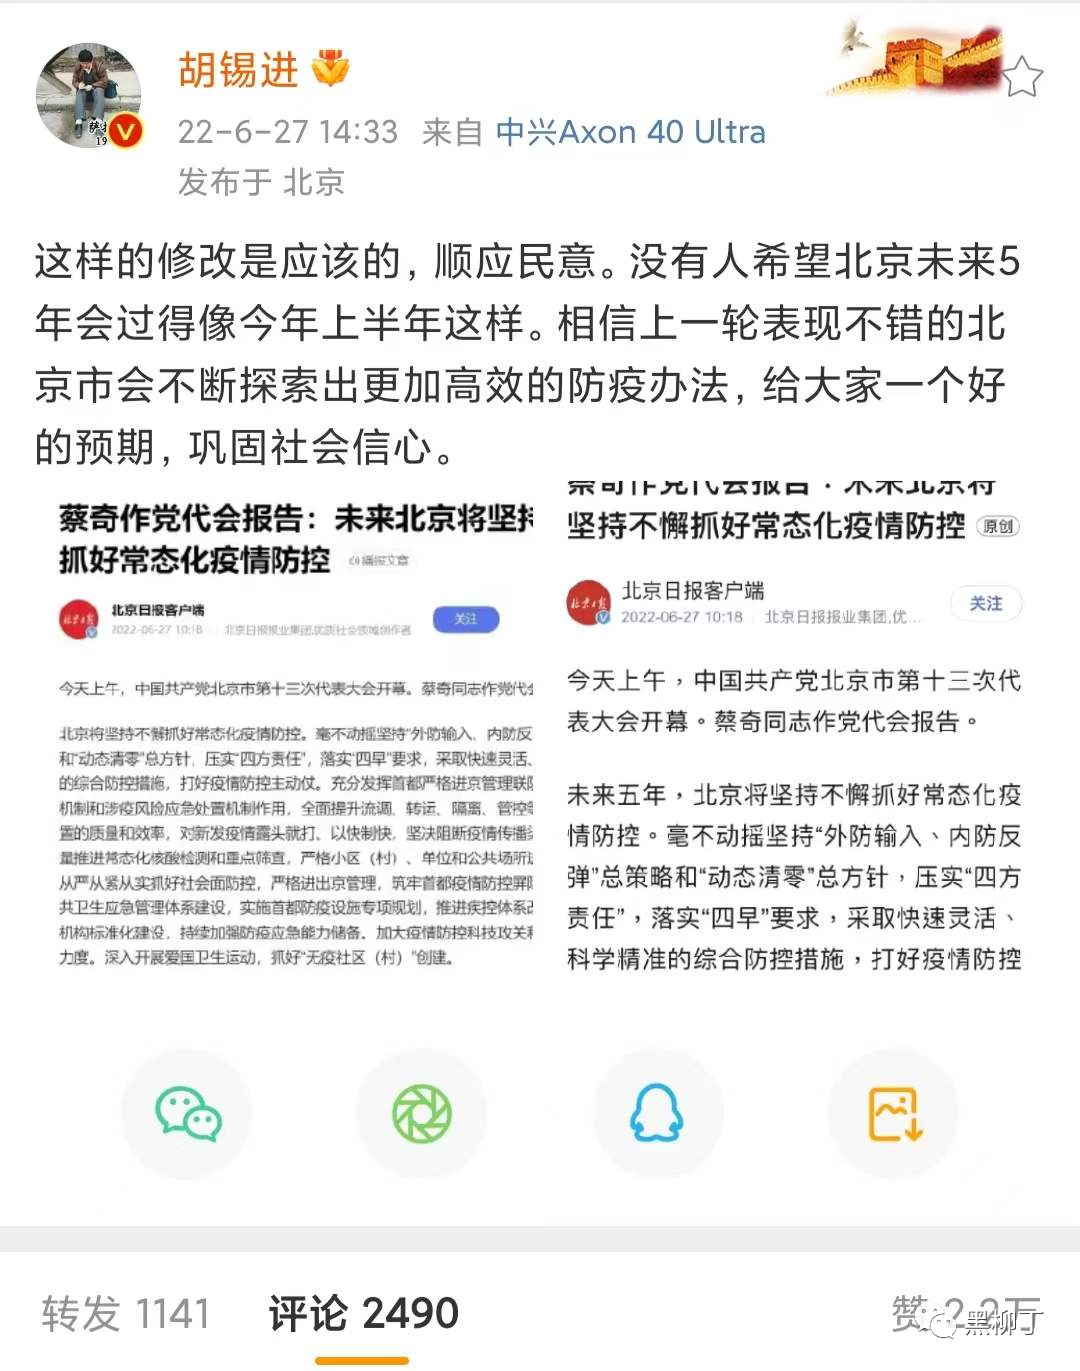 胡锡进
22-6-27 14:33 来自 中兴Axon 40 Ultra
发布于 北京
这样的修改是应该的，顺应民意。没有人希望北京未来5
年会过得像今年上半年这样。相信上一轮表现不错的北
京市会不断探索出更加高效的防疫办法，给大家一个好
的预期，巩固社会信心。
蔡奇作党代会报告：未来北京将坚持
抓好常态化疫情防控 播报文章
北京日报客户端
2022-06-27 10:18 北京日报报业集团,优质社会领域创作者
关注
今天上午，中国共产党北京市第十三次代表大会开幕。蔡奇同志作党代会
北京将坚持不懈抓好常态化疫情防控。毫不动摇坚持“外防输入、内防反
和“动态清零”总方针，压实“四方责任”，落实“四早”要求，采取快速灵活、
的综合防控措施，打好疫情防控主动仗。充分发挥首都严格进京管理联防
机制和涉疫风险应急处置机制作用，全面提升流调、转运、隔离、管控等
置的质量和效率，对新发疫情露头就打、以快制快，坚决阻断疫情传播
量推进常态化核酸检测和重点筛查，严格小区（村）、单位和公共场所
从严从紧从实抓好社会面防控，严格进出京管理，筑牢首都疫情防控屏障
共卫生应急管理体系建设，实施首都防疫设施专项规划，推进疾控体系改
机构标准化建设，持续加强防疫应急能力储备。加大疫情防控科技攻关和
力度。深入开展爱国卫生运动，抓好“无疫社区（村）”创建。
蔡奇作党代会报告：未来北京将
坚持不懈抓好常态化疫情防控 原创
北京日报客户端
2022-06-27 10:18 北京日报报业集团,优...
关注
今天上午，中国共产党北京市第十三次代
表大会开幕。蔡奇同志作党代会报告。
未来五年，北京将坚持不懈抓好常态化疫
情防控。毫不动摇坚持“外防输入、内防反
弹”总策略和“动态清零”总方针，压实“四方
责任”，落实“四早”要求，采取快速灵活、
科学精准的综合防控措施，打好疫情防控
转发 1141 评论 2490 赞 2.2万
黑柳丁